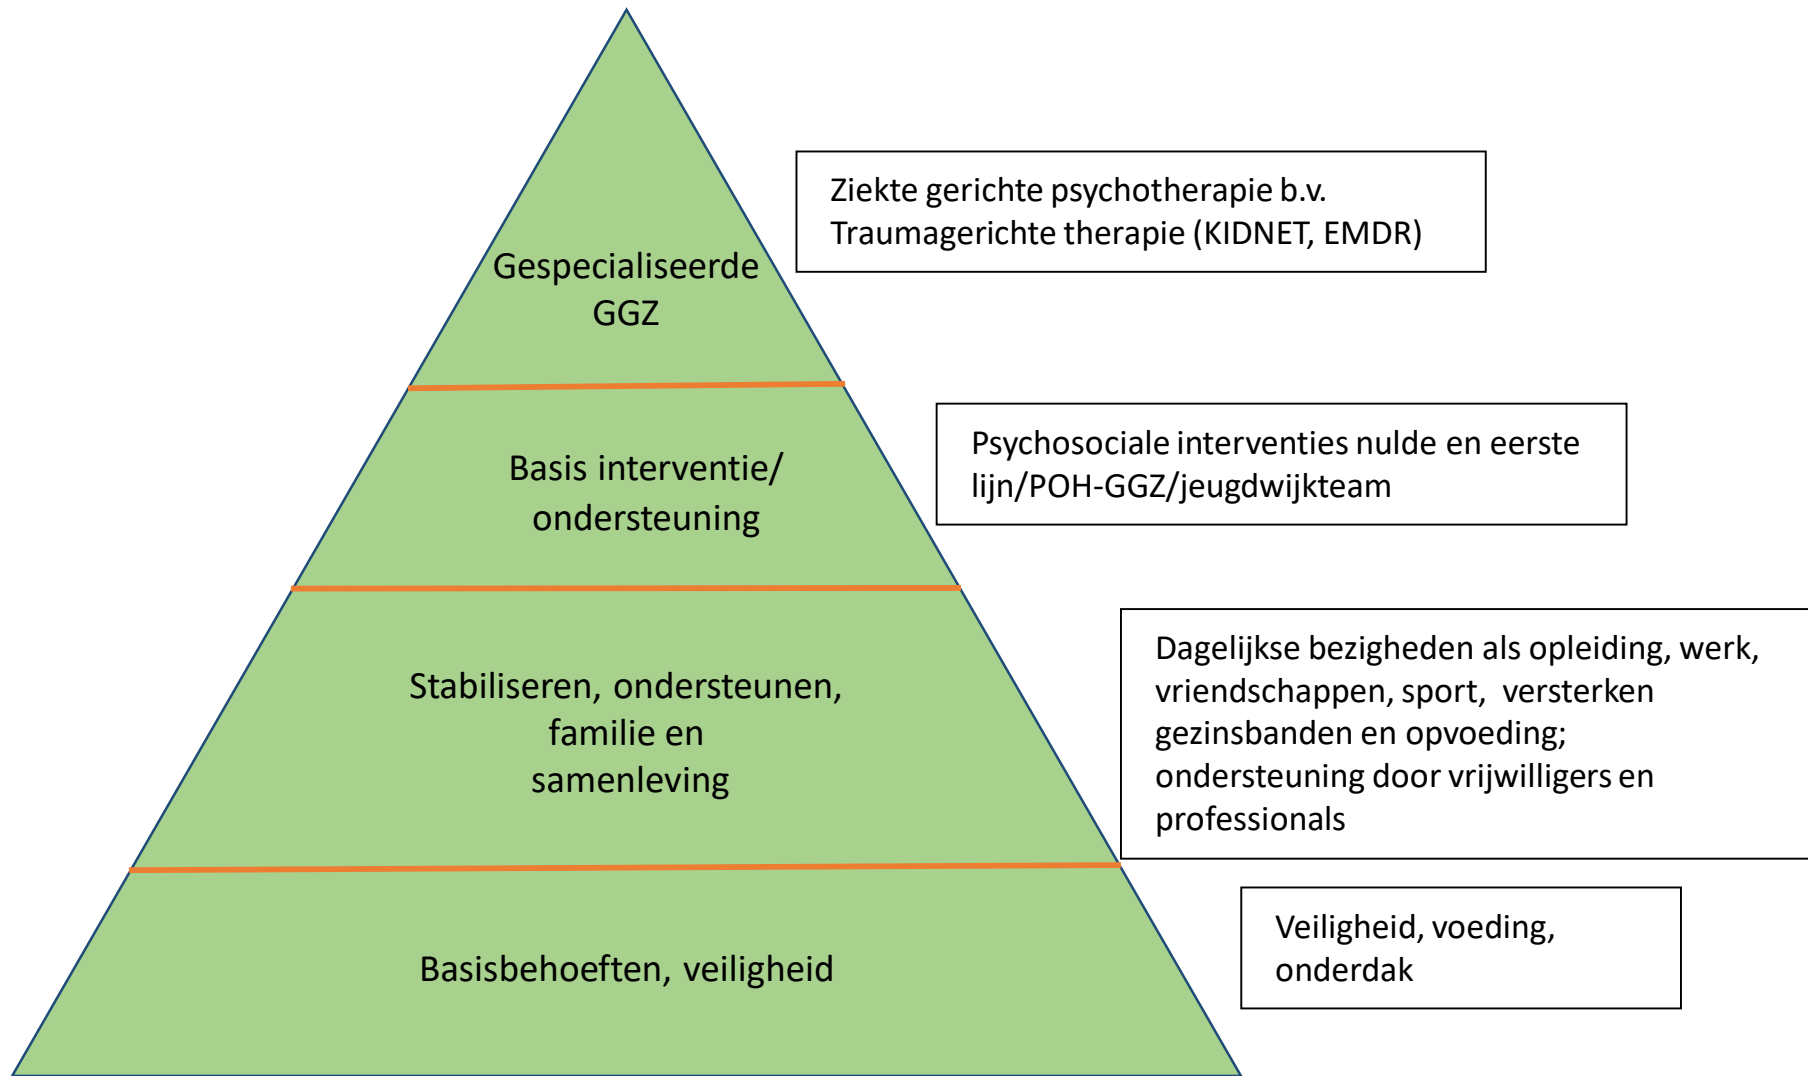 Ziekte gerichte psychotherapie b.v.
Traumagerichte therapie (KIDNET, EMDR)
Gespecialiseerde
GGZ
Psychosociale interventies nulde en eerste
lijn/POH-GGZ/jeugdwijkteam
Basis interventie/
ondersteuning
Dagelijkse bezigheden als opleiding, werk,
vriendschappen, sport, versterken
gezinsbanden en opvoeding;
ondersteuning door vrijwilligers en
professionals
Stabiliseren, ondersteunen,
familie en
samenleving
Veiligheid, voeding,
onderdak
Basisbehoeften, veiligheid